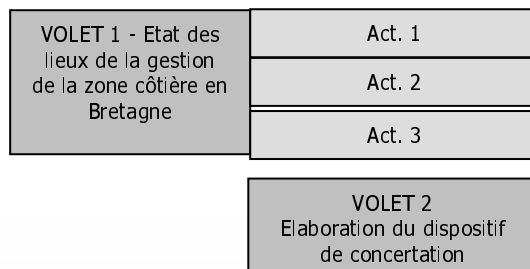 VOLET 1 - Etat des
lieux de la gestion
de la zone côtière en
Bretagne
Act. 1
Act. 2
Act. 3
VOLET 2
Elaboration du dispositif
de concertation